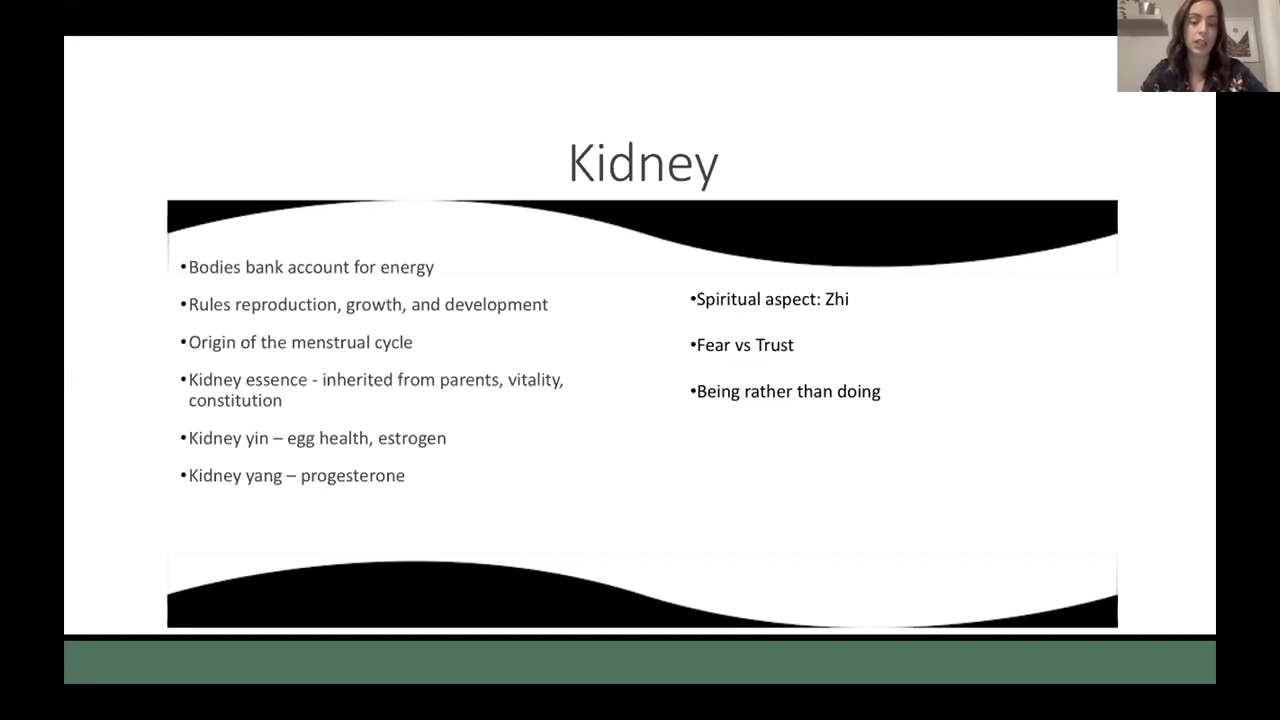 Kidney
•Bodies bank account for energy
•Rules reproduction, growth, and development
•Origin of the menstrual cycle
•Kidney essence - inherited from parents, vitality,
constitution
•Kidney yin – egg health, estrogen
•Kidney yang – progesterone
•Spiritual aspect: Zhi
•Fear vs Trust
•Being rather than doing